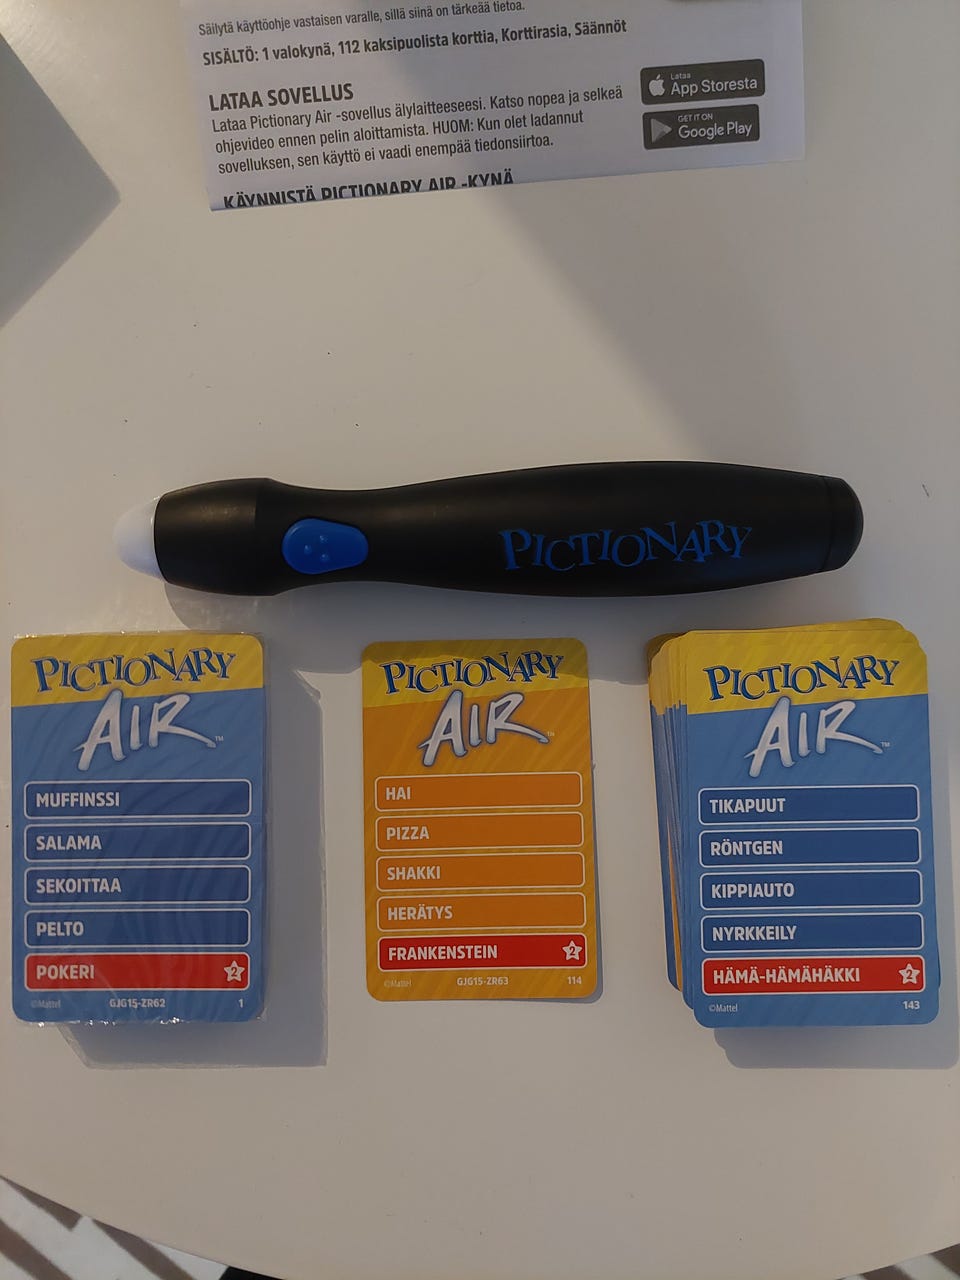 Säilytä käyttöohje vastaisen varalle, sillä siinä on tärkeää tietoa.
SISÄLTÖ: 1 valokynä, 112 kaksipuolista korttia, Korttirasia, Säännöt
LATAA SOVELLUS
Lataa Pictionary Air -sovellus älylaitteeseesi. Katso nopea ja selkeä
ohjevideo ennen pelin aloittamista. HUOM: Kun olet ladannut
sovelluksen, sen käyttö ei vaadi enempää tiedonsiirtoa.
Lataa
App Storesta
GET IT ON
Google Play
KÄYNNISTÄ PICTIONARY AIR -KYNÄ
PICTIONARY
PICTIONARY
AIR™
MUFFINSSI
SALAMA
SEKOITTAA
PELTO
POKERI 2
©Mattel GJG15-ZR62 1
PICTIONARY
AIR™
HAI
PIZZA
SHAKKI
HERÄTYS
FRANKENSTEIN 2
©Mattel GJG15-ZR63 114
PICTIONARY
AIR™
TIKAPUUT
RÖNTGEN
KIPPIAUTO
NYRKKEILY
HÄMÄ-HÄMÄHÄKKI 2
©Mattel 143